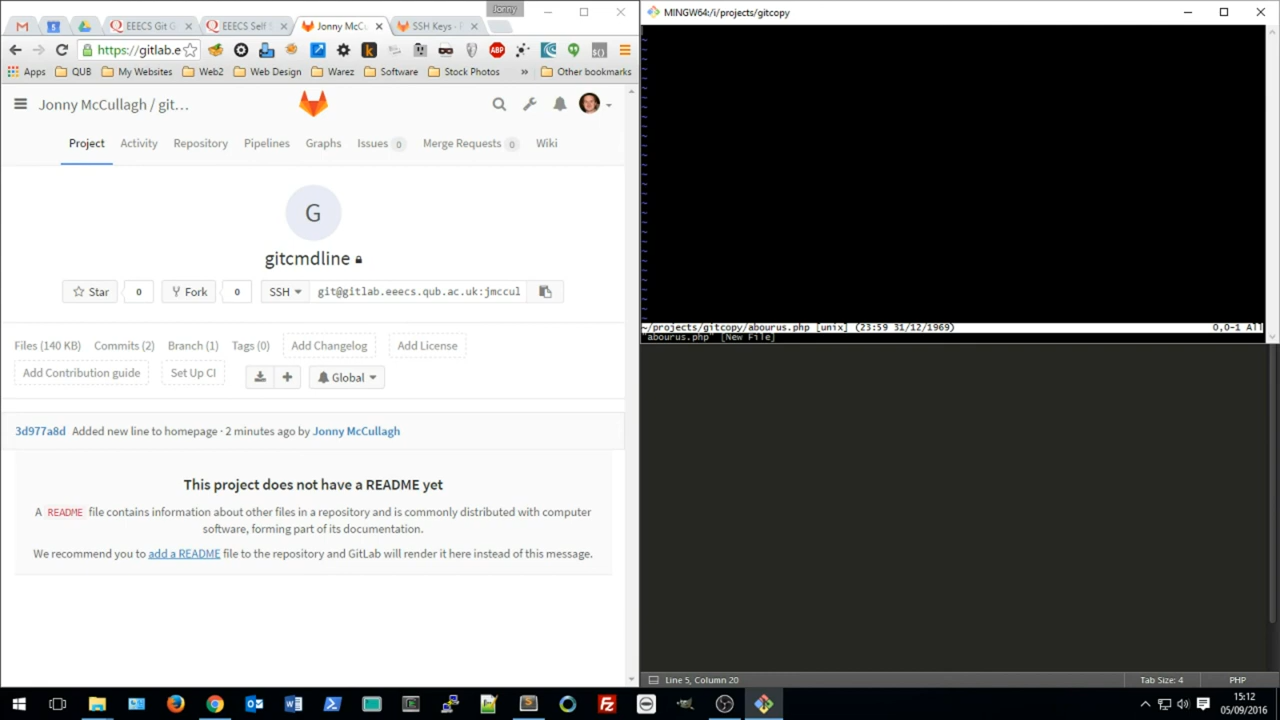 Jonny
EEECS Git G
EEECS Self S
Jonny McCu
SSH Keys -
https://gitlab.e
Apps
QUB
My Websites
Web2
Web Design
Warez
Software
Stock Photos
»
Other bookmarks
Jonny McCullagh / git...
Project
Activity
Repository
Pipelines
Graphs
Issues 0
Merge Requests 0
Wiki
G
gitcmdline
Star 0
Fork 0
SSH
git@gitlab.eeecs.qub.ac.uk:jmccul
Files (140 KB)
Commits (2)
Branch (1)
Tags (0)
Add Changelog
Add License
Add Contribution guide
Set Up CI
Global
3d977a8d Added new line to homepage · 2 minutes ago by Jonny McCullagh
This project does not have a README yet
A README file contains information about other files in a repository and is commonly distributed with computer
software, forming part of its documentation.
We recommend you to add a README file to the repository and GitLab will render it here instead of this message.
MINGW64:/i/projects/gitcopy
~/projects/gitcopy/abourus.php [unix] (23:59 31/12/1969) 0,0-1 All
"abourus.php" [New File]
Line 5, Column 20
Tab Size: 4
PHP
15:12
05/09/2016